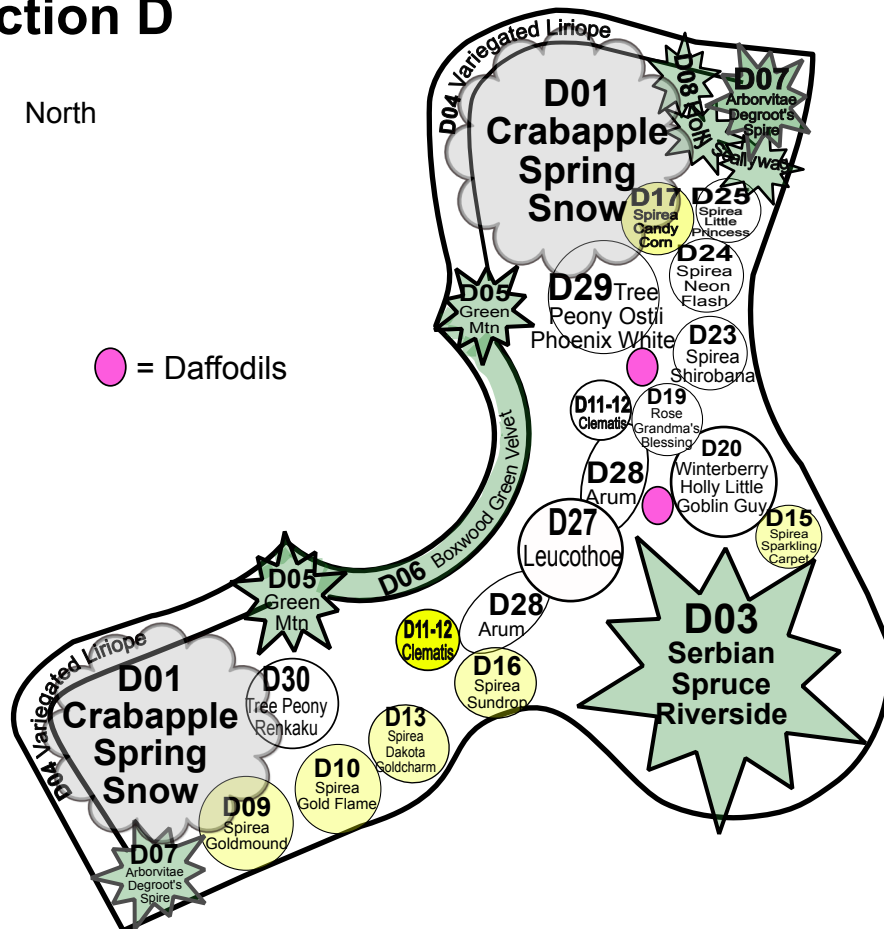 ction D
North
= Daffodils
D04 Variegated Liriope
D01
Crabapple
Spring
Snow
D08 Holly Scallywag
D07
Arborvitae
Degroot's
Spire
D17
Spirea
Candy
Corn
D25
Spirea
Little
Princess
D24
Spirea
Neon
Flash
D05
Green
Mtn
D29 Tree
Peony Ostii
Phoenix White
D23
Spirea
Shirobana
D11-12
Clematis
D19
Rose
Grandma's
Blessing
D20
Winterberry
Holly Little
Goblin Guy
D28
Arum
D15
Spirea
Sparkling
Carpet
D27
Leucothoe
D06 Boxwood Green Velvet
D05
Green
Mtn
D28
Arum
D11-12
Clematis
D03
Serbian
Spruce
Riverside
D16
Spirea
Sundrop
D04 Variegated Liriope
D01
Crabapple
Spring
Snow
D30
Tree Peony
Renkaku
D13
Spirea
Dakota
Goldcharm
D10
Spirea
Gold Flame
D09
Spirea
Goldmound
D07
Arborvitae
Degroot's
Spire